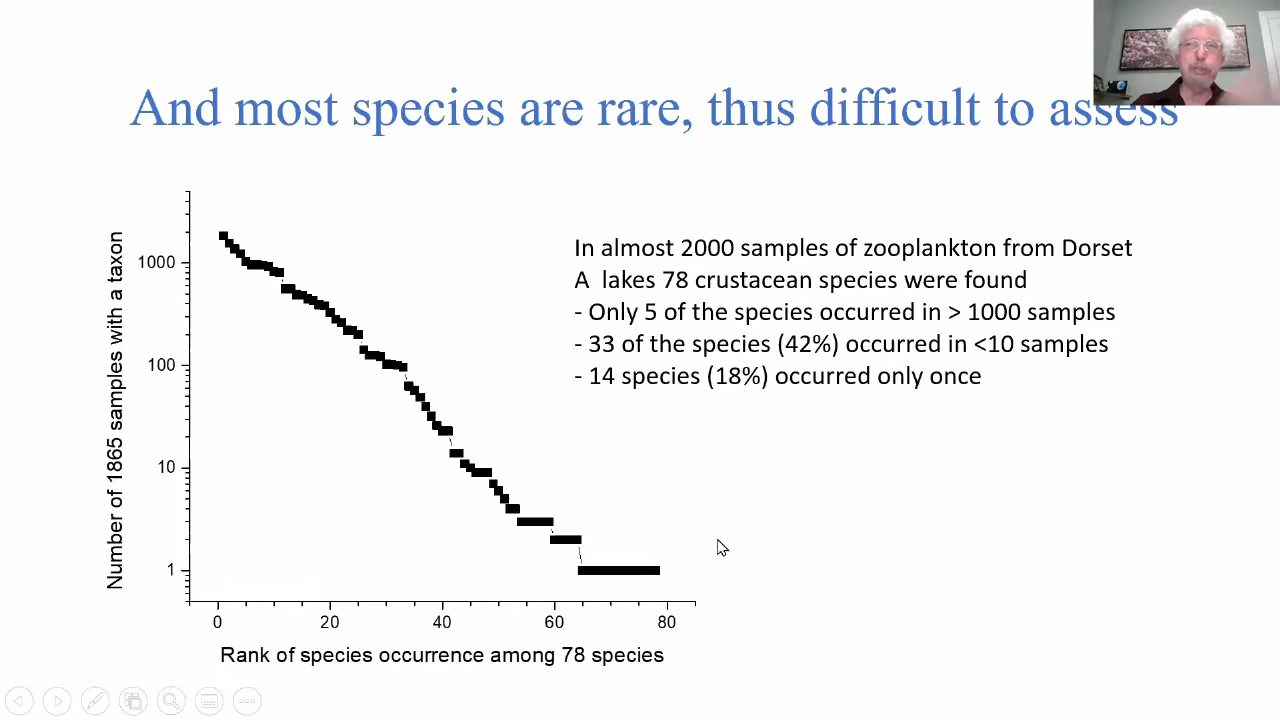 And most species are rare, thus difficult to assess
Number of 1865 samples with a taxon
1000
100
10
1
0 20 40 60 80
Rank of species occurrence among 78 species
In almost 2000 samples of zooplankton from Dorset
A lakes 78 crustacean species were found
- Only 5 of the species occurred in > 1000 samples
- 33 of the species (42%) occurred in <10 samples
- 14 species (18%) occurred only once